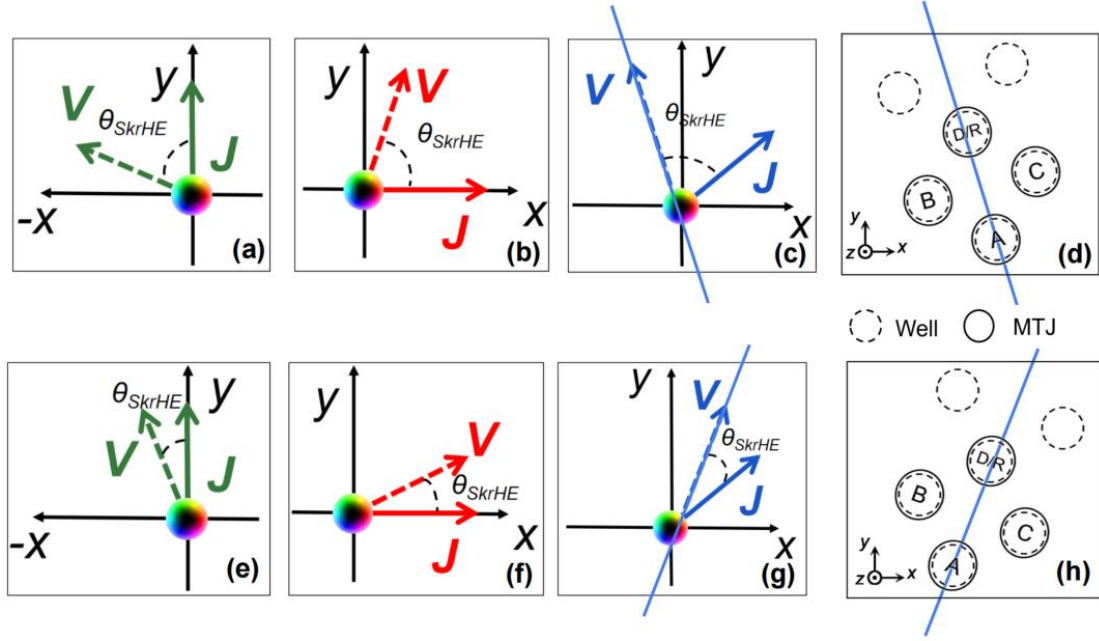 y
V
θSkrHE
J
-x
(a)
y
V
θSkrHE
x
J
(b)
y
V
θSkrHE
J
x
(c)
D/R
C
B
A
y
z x
(d)
Well MTJ
θSkrHE
y
V
J
-x
(e)
y
V
θSkrHE
x
J
(f)
y
V
θSkrHE
J
x
(g)
D/R
B
C
A
y
z x
(h)